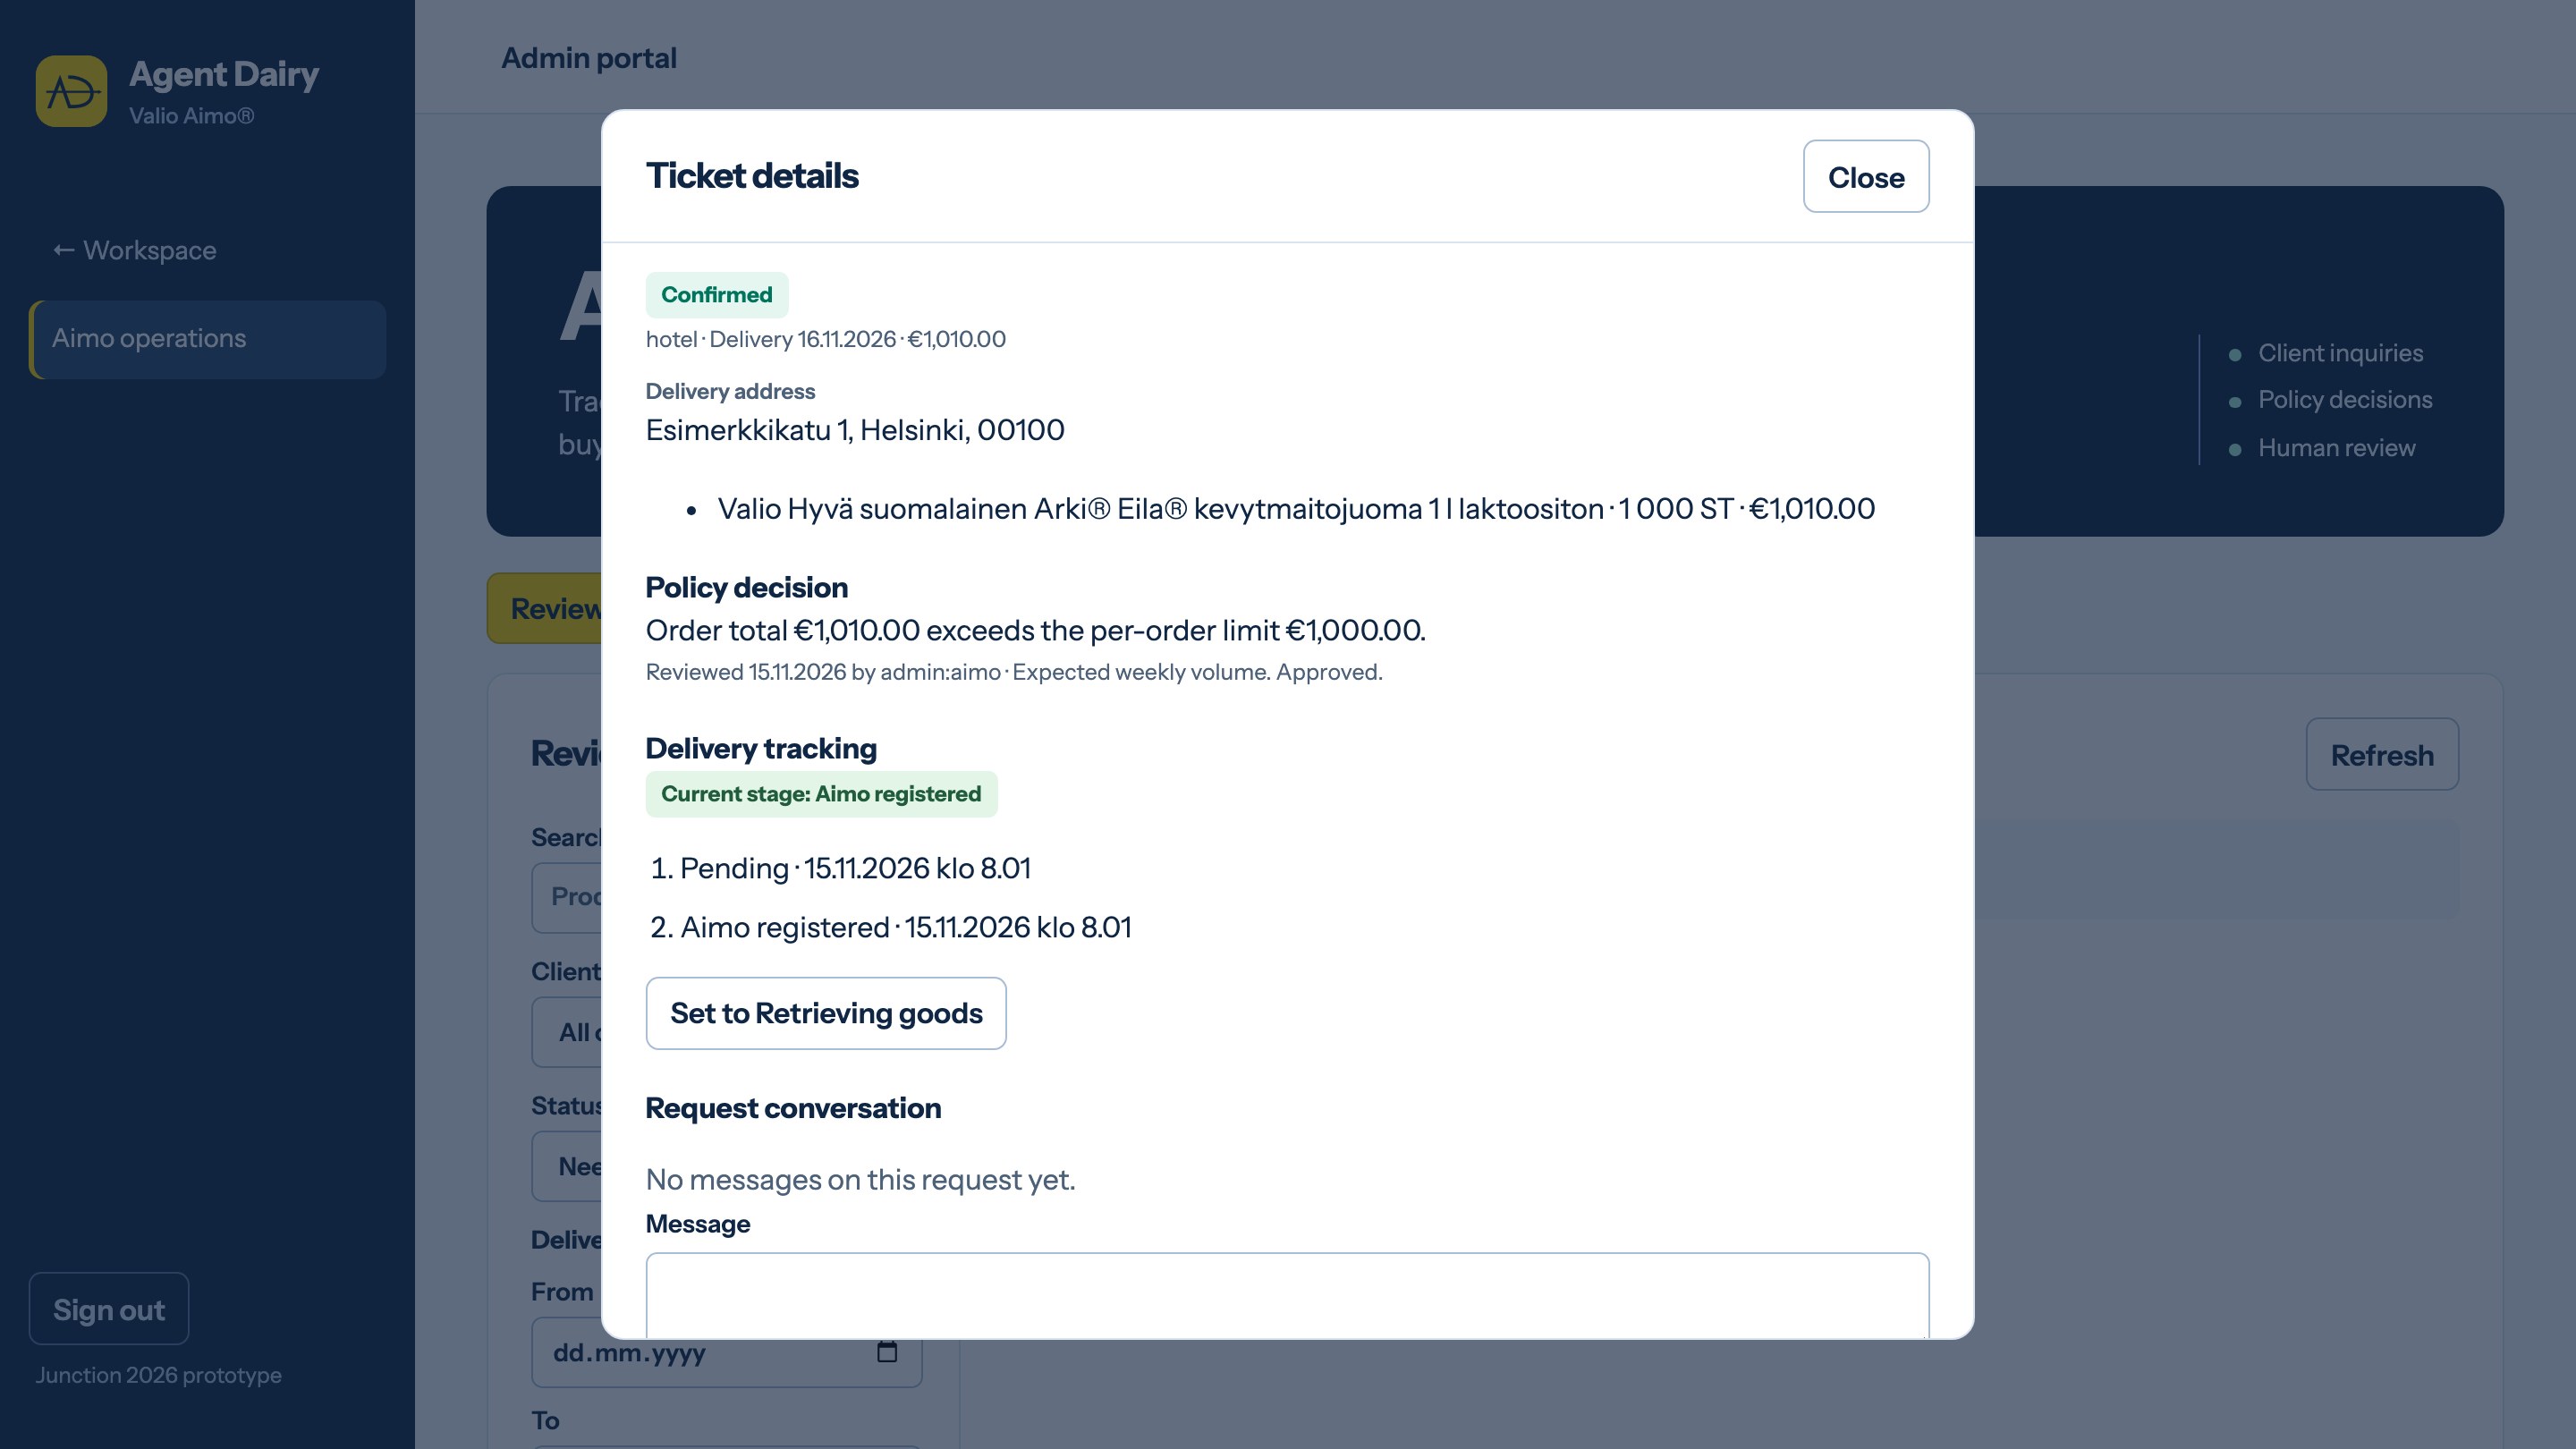 Agent Dairy
Valio Aimo®
← Workspace
Aimo operations
Sign out
Junction 2026 prototype
Admin portal
Client inquiries
Policy decisions
Human review
Review
Refresh
Search
Client
Status
From
dd.mm.yyyy
To
Ticket details
Close
Confirmed
hotel · Delivery 16.11.2026 · €1,010.00
Delivery address
Esimerkkikatu 1, Helsinki, 00100
• Valio Hyvä suomalainen Arki® Eila® kevytmaitojuoma 1 l laktoositon · 1 000 ST · €1,010.00
Policy decision
Order total €1,010.00 exceeds the per-order limit €1,000.00.
Reviewed 15.11.2026 by admin:aimo · Expected weekly volume. Approved.
Delivery tracking
Current stage: Aimo registered
1. Pending · 15.11.2026 klo 8.01
2. Aimo registered · 15.11.2026 klo 8.01
Set to Retrieving goods
Request conversation
No messages on this request yet.
Message